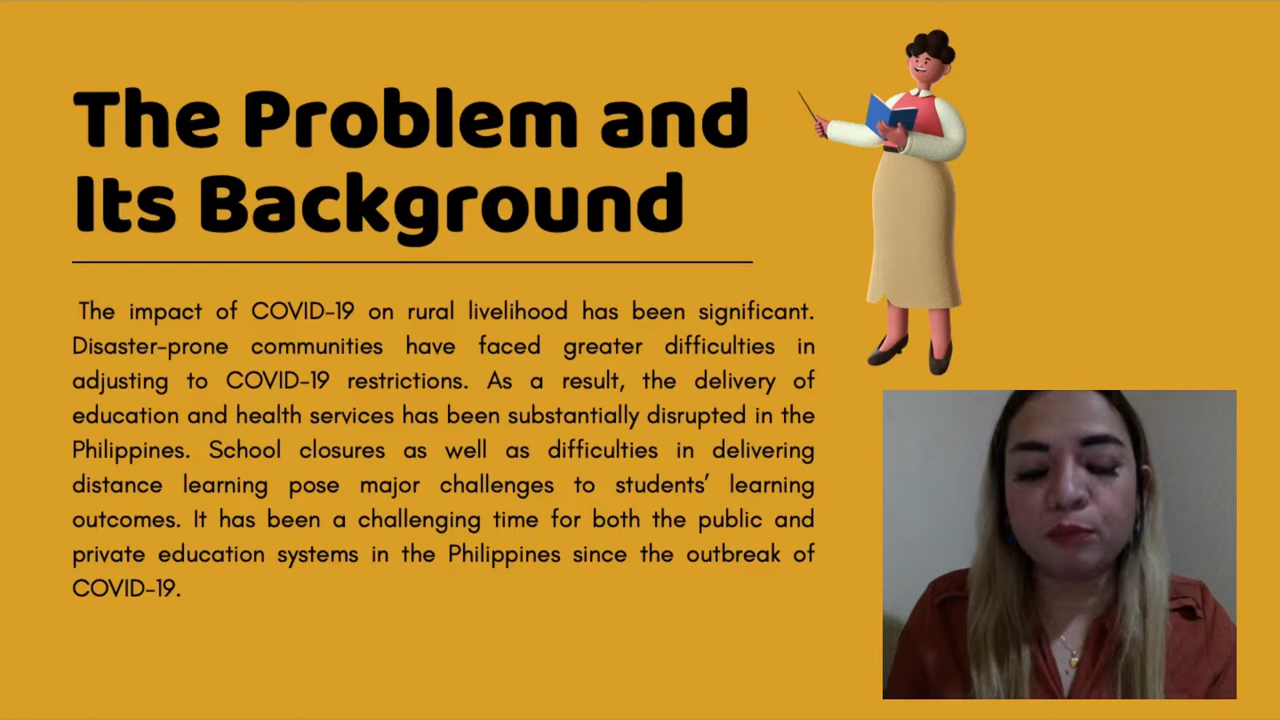 The Problem and
Its Background
The impact of COVID-19 on rural livelihood has been significant.
Disaster-prone communities have faced greater difficulties in
adjusting to COVID-19 restrictions. As a result, the delivery of
education and health services has been substantially disrupted in the
Philippines. School closures as well as difficulties in delivering
distance learning pose major challenges to students’ learning
outcomes. It has been a challenging time for both the public and
private education systems in the Philippines since the outbreak of
COVID-19.